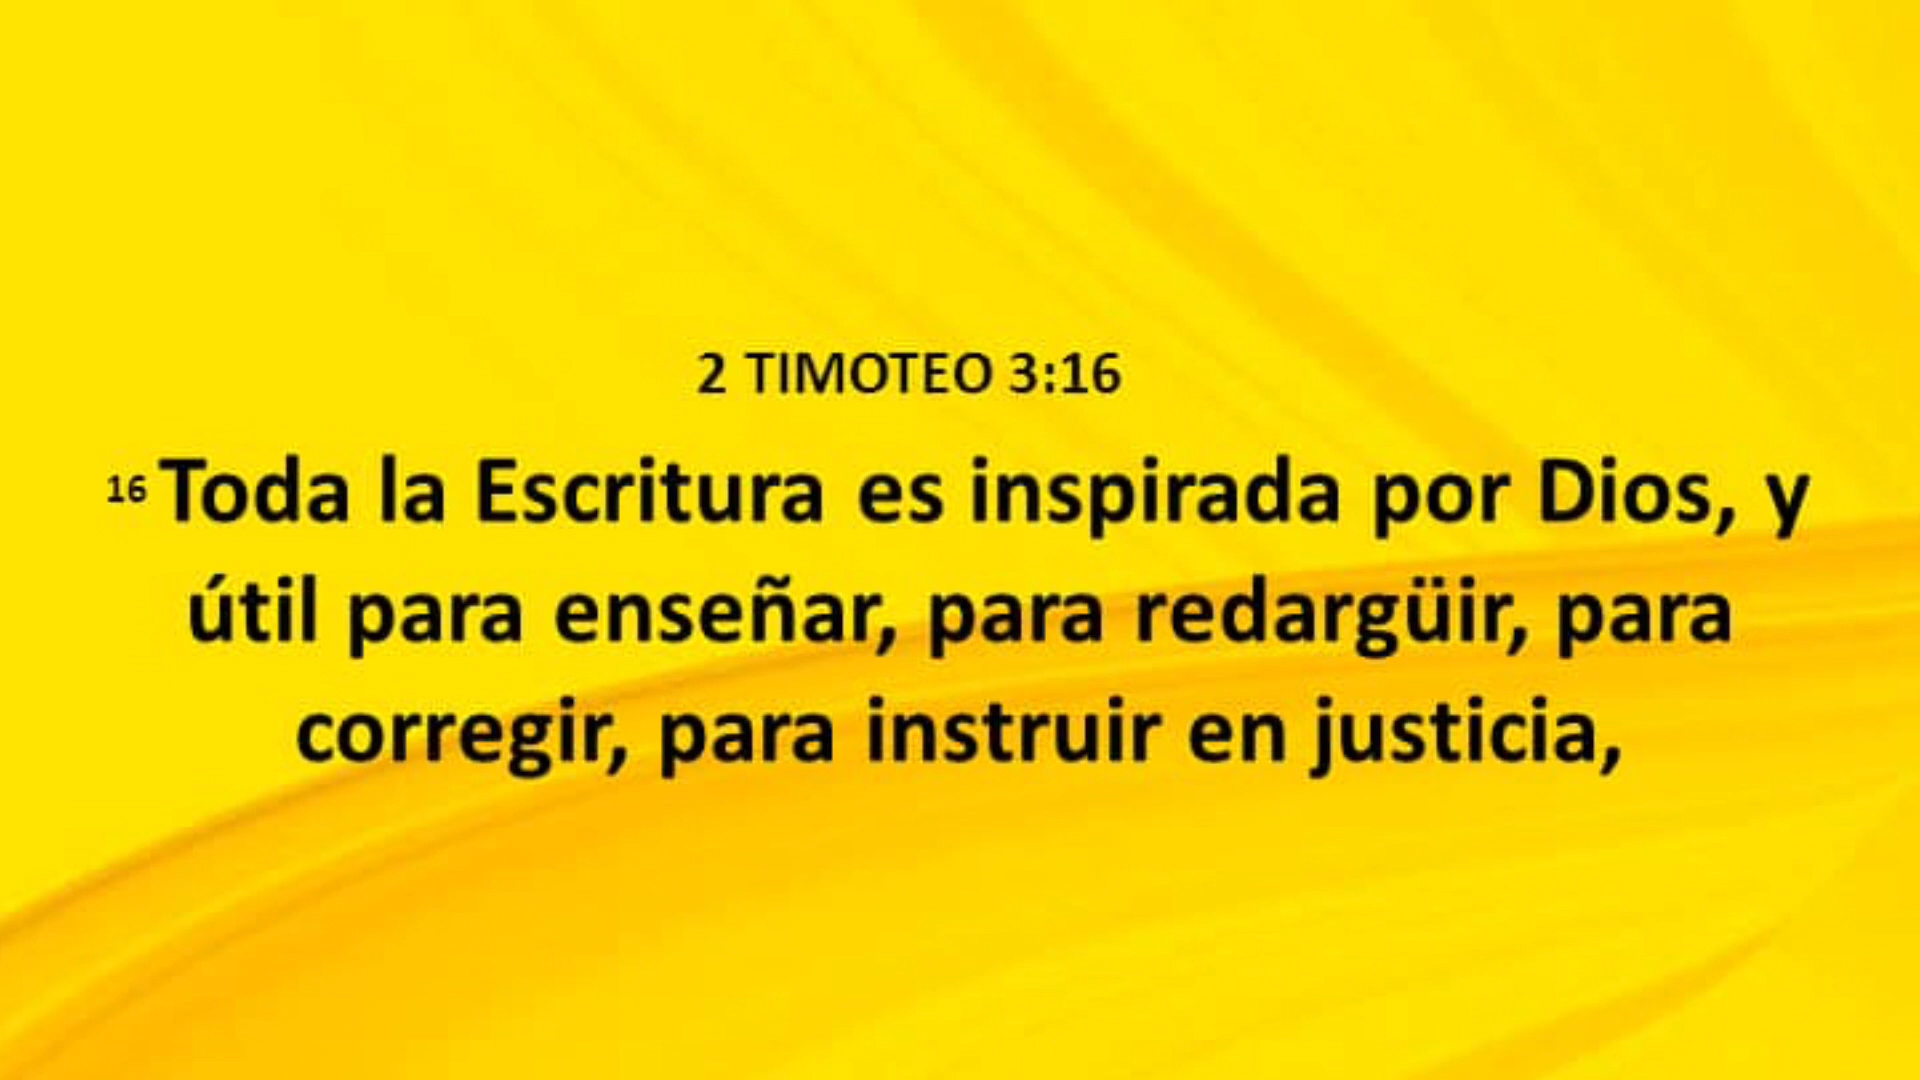 2 TIMOTEO 3:16
16 Toda la Escritura es inspirada por Dios, y
útil para enseñar, para redargüir, para
corregir, para instruir en justicia,